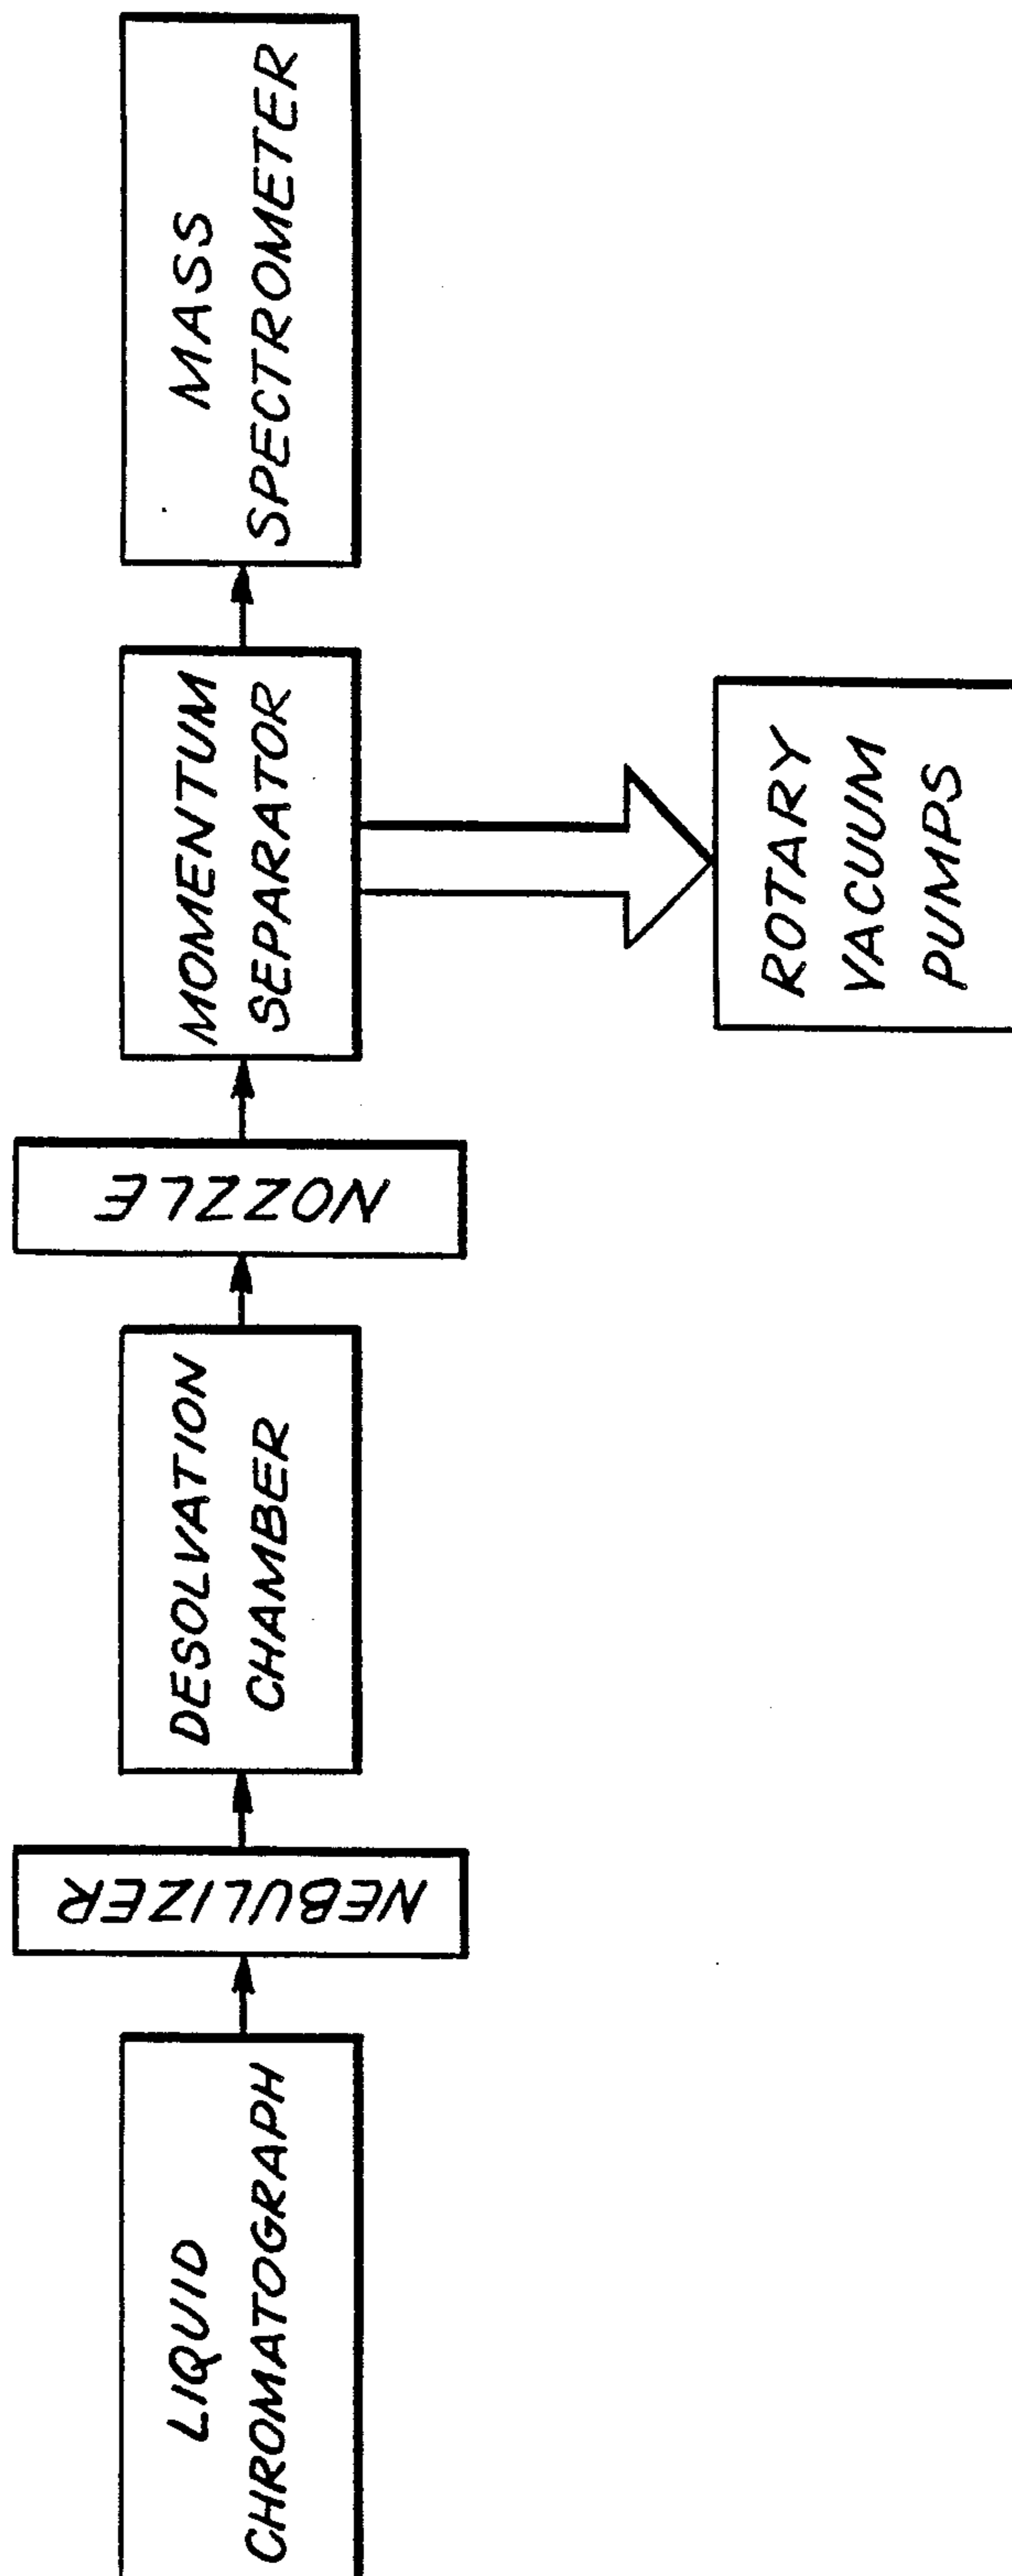 LIQUID
CHROMATOGRAPH
NEBULIZER
DESOLVATION
CHAMBER
NOZZLE
MOMENTUM
SEPARATOR
MASS
SPECTROMETER
ROTARY
VACUUM
PUMPS